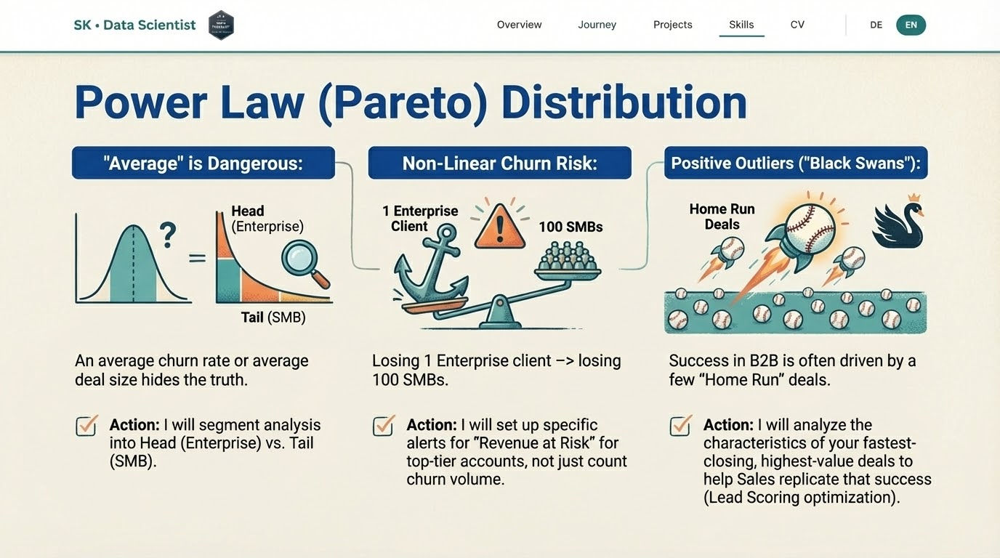 SK • Data Scientist
Overview
Journey
Projects
Skills
CV
DE
EN
Power Law (Pareto) Distribution
"Average" is Dangerous:
?
=
Head
(Enterprise)
Tail (SMB)
An average churn rate or average
deal size hides the truth.
Action: I will segment analysis
into Head (Enterprise) vs. Tail
(SMB).
Non-Linear Churn Risk:
1 Enterprise
Client
!
100 SMBs
Losing 1 Enterprise client –> losing
100 SMBs.
Action: I will set up specific
alerts for "Revenue at Risk" for
top-tier accounts, not just count
churn volume.
Positive Outliers ("Black Swans"):
Home Run
Deals
Success in B2B is often driven by a
few “Home Run” deals.
Action: I will analyze the
characteristics of your fastest-
closing, highest-value deals to
help Sales replicate that success
(Lead Scoring optimization).